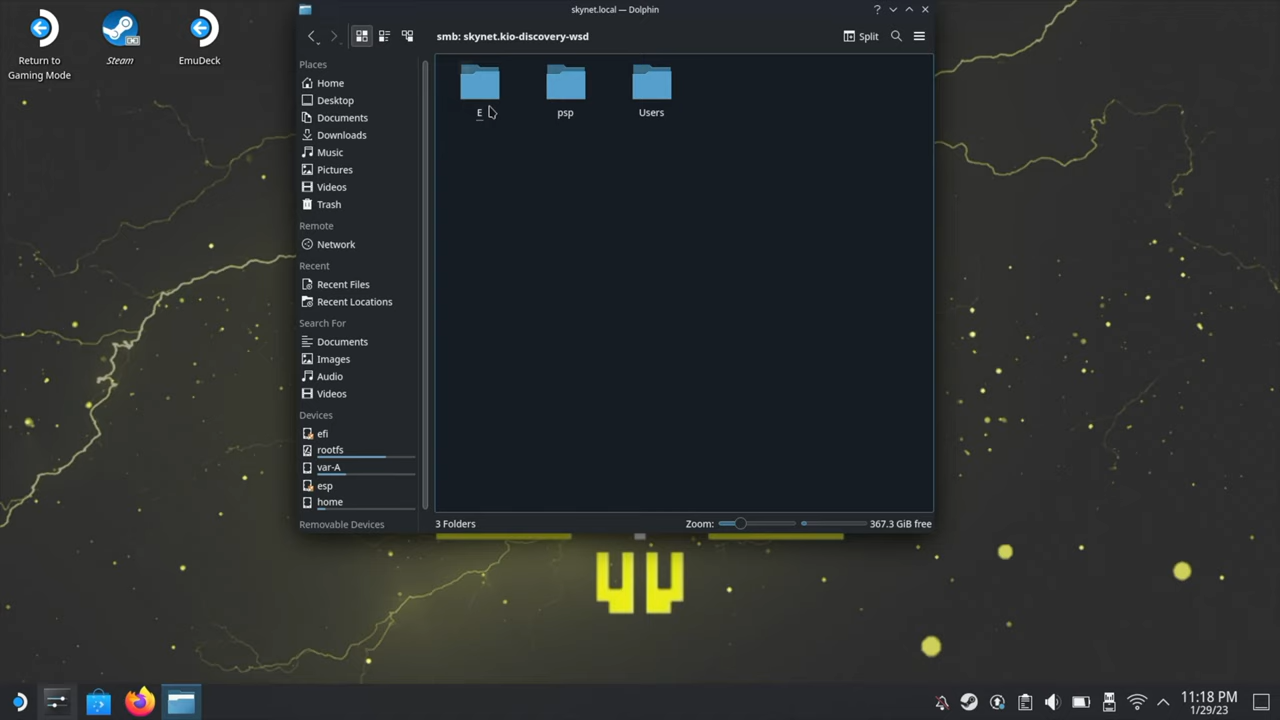 skynet.local — Dolphin
Return to
Gaming Mode
Steam
EmuDeck
smb: skynet.kio-discovery-wsd
Split
Places
Home
Desktop
Documents
Downloads
Music
Pictures
Videos
Trash
Remote
Network
Recent
Recent Files
Recent Locations
Search For
Documents
Images
Audio
Videos
Devices
efi
rootfs
var-A
esp
home
Removable Devices
E
psp
Users
3 Folders
Zoom:
367.3 GiB free
11:18 PM
1/29/23